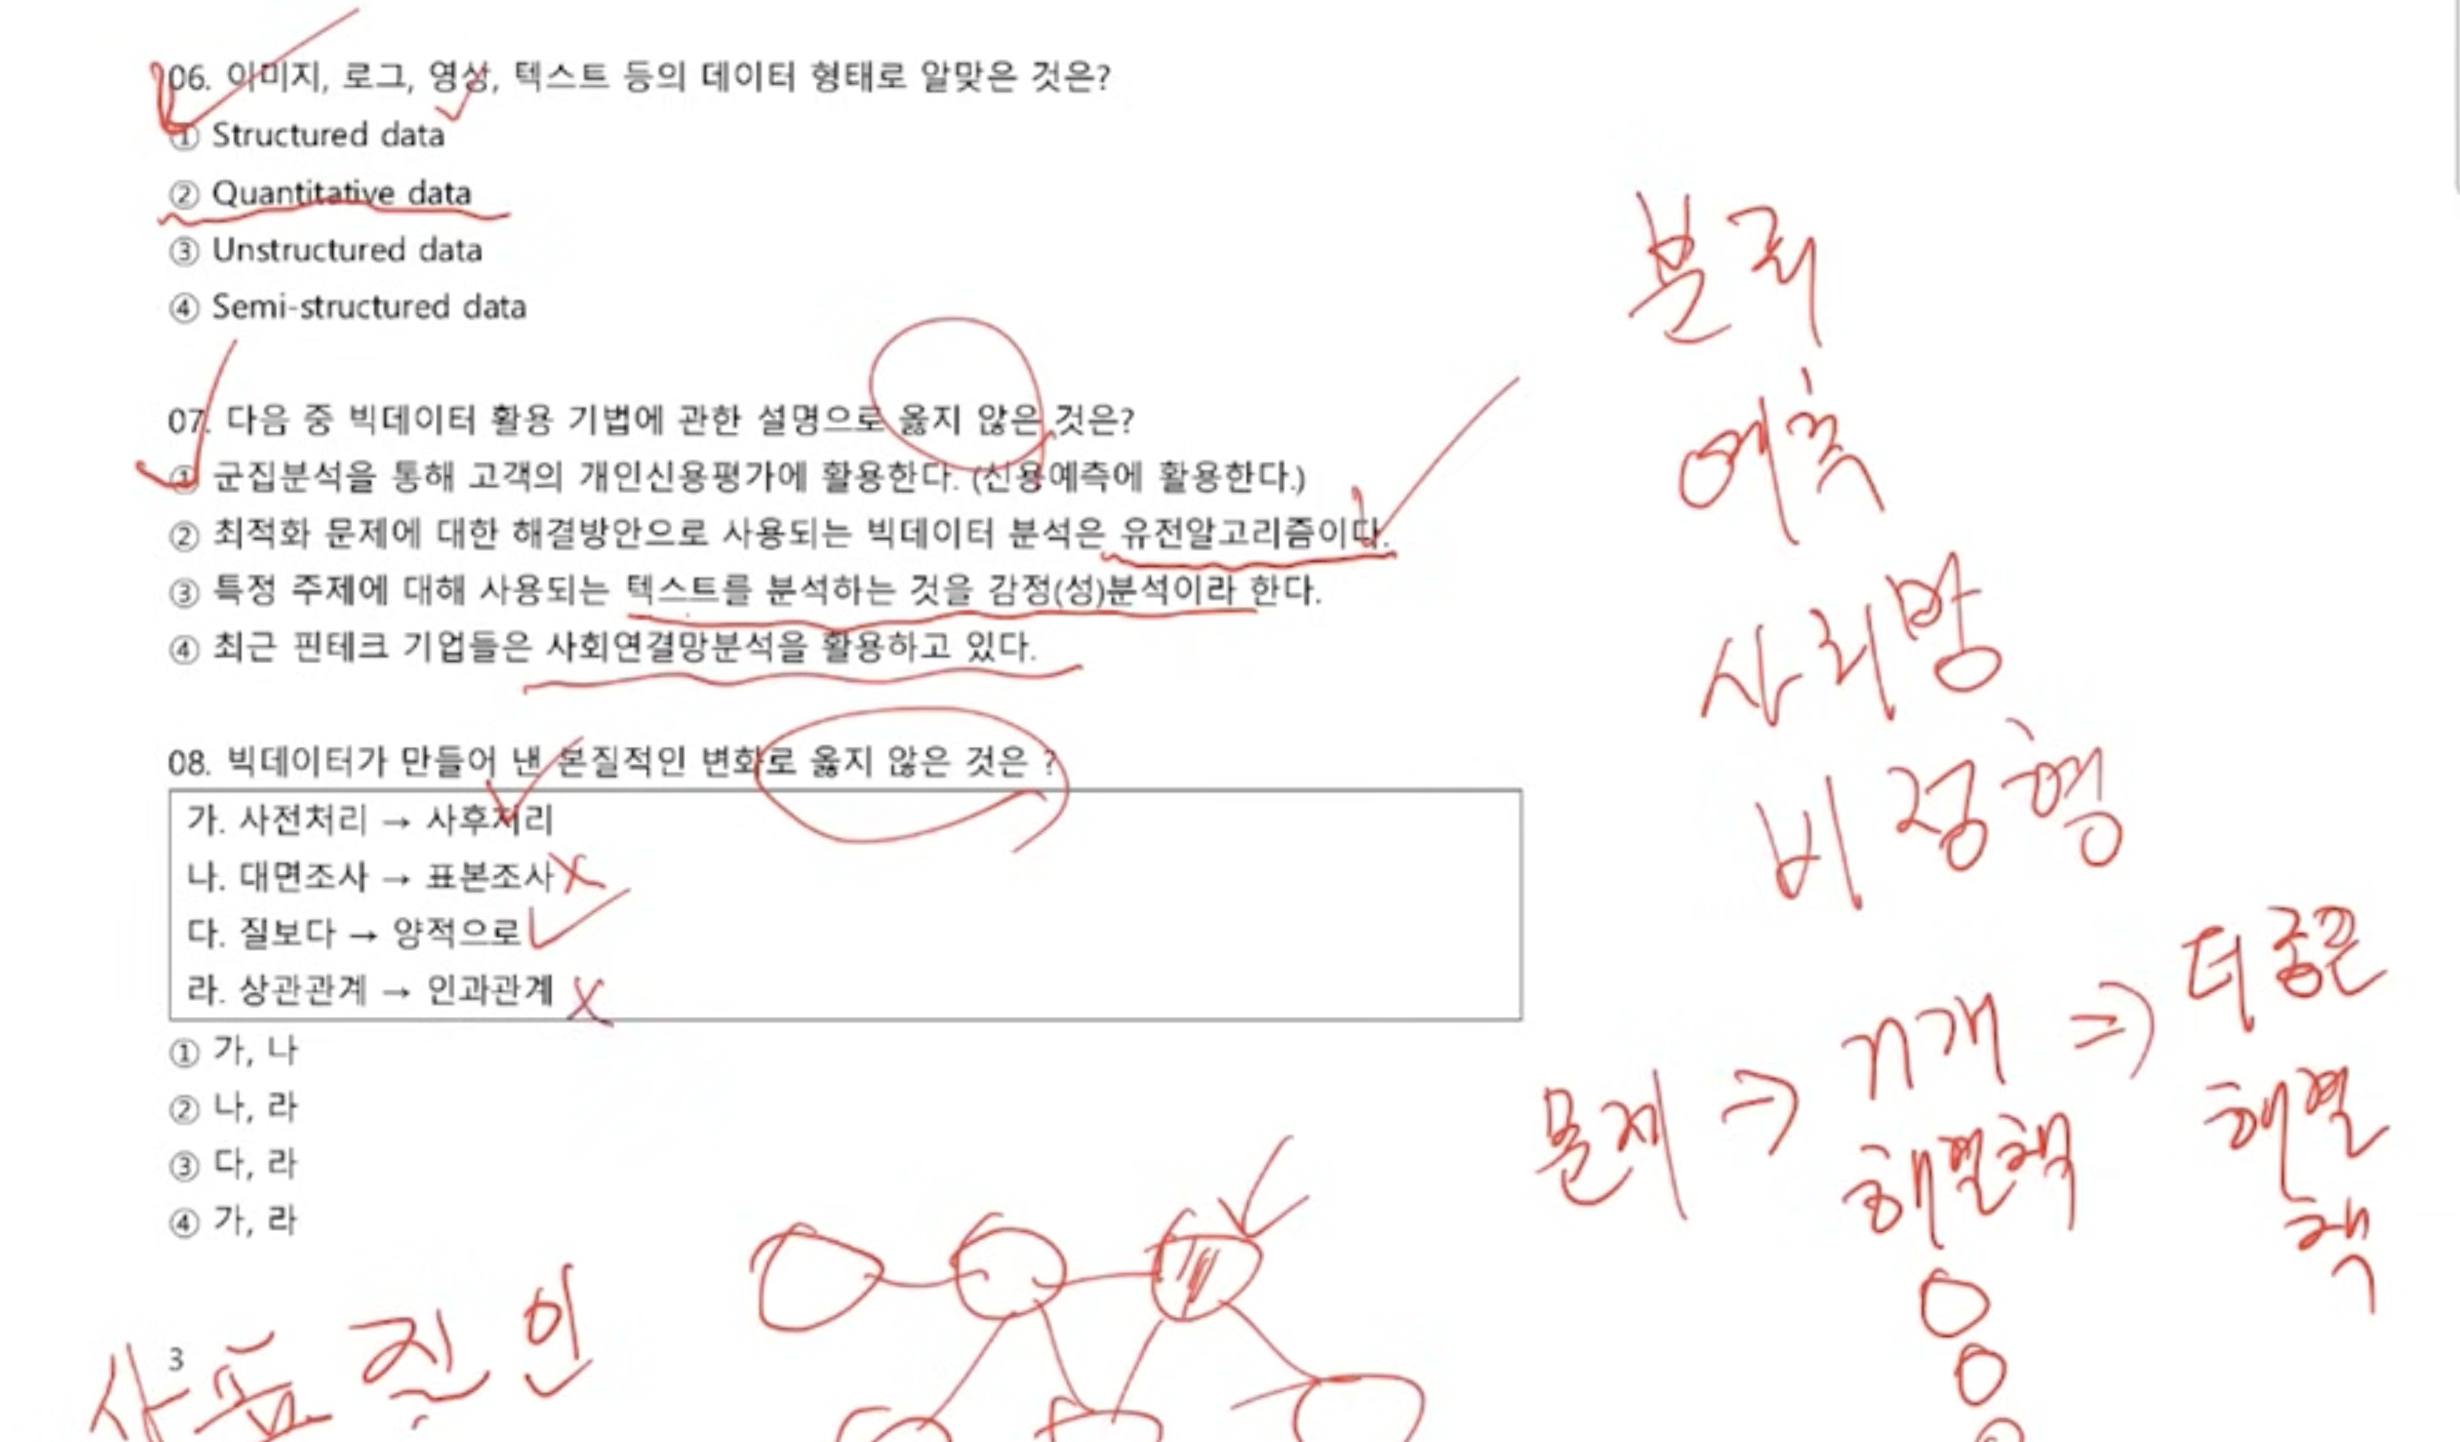 06. 이미지, 로그, 영상, 텍스트 등의 데이터 형태로 알맞은 것은?
① Structured data
② Quantitative data
③ Unstructured data
④ Semi-structured data
07. 다음 중 빅데이터 활용 기법에 관한 설명으로 옳지 않은 것은?
① 군집분석을 통해 고객의 개인신용평가에 활용한다. (신용예측에 활용한다.)
② 최적화 문제에 대한 해결방안으로 사용되는 빅데이터 분석은 유전알고리즘이다.
③ 특정 주제에 대해 사용되는 텍스트를 분석하는 것을 감정(성)분석이라 한다.
④ 최근 핀테크 기업들은 사회연결망분석을 활용하고 있다.
08. 빅데이터가 만들어 낸 본질적인 변화로 옳지 않은 것은 ?
가. 사전처리 → 사후처리
나. 대면조사 → 표본조사 X
다. 질보다 → 양적으로
라. 상관관계 → 인과관계 X
① 가, 나
② 나, 라
③ 다, 라
④ 가, 라
3
예측
비정형
더 좋은
문제 ⇒
해결책
해결
책